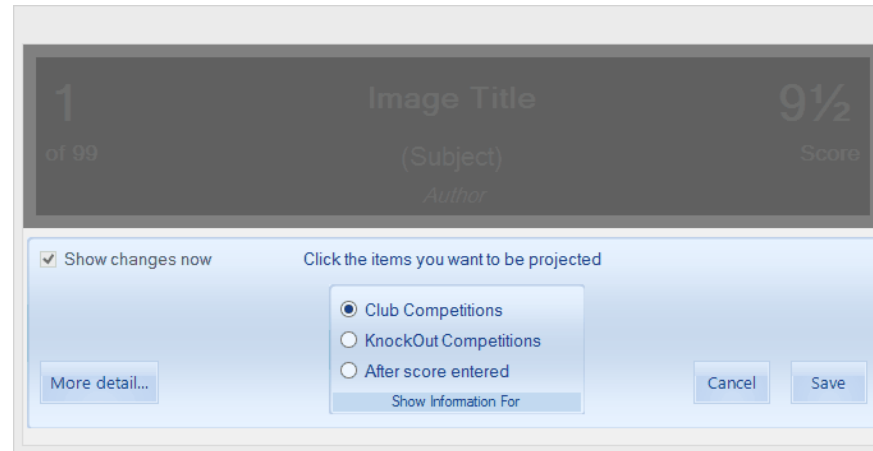 1
Image Title
9½
of 99
(Subject)
Score
Author
Show changes now
Click the items you want to be projected
Club Competitions
KnockOut Competitions
After score entered
Show Information For
More detail...
Cancel
Save